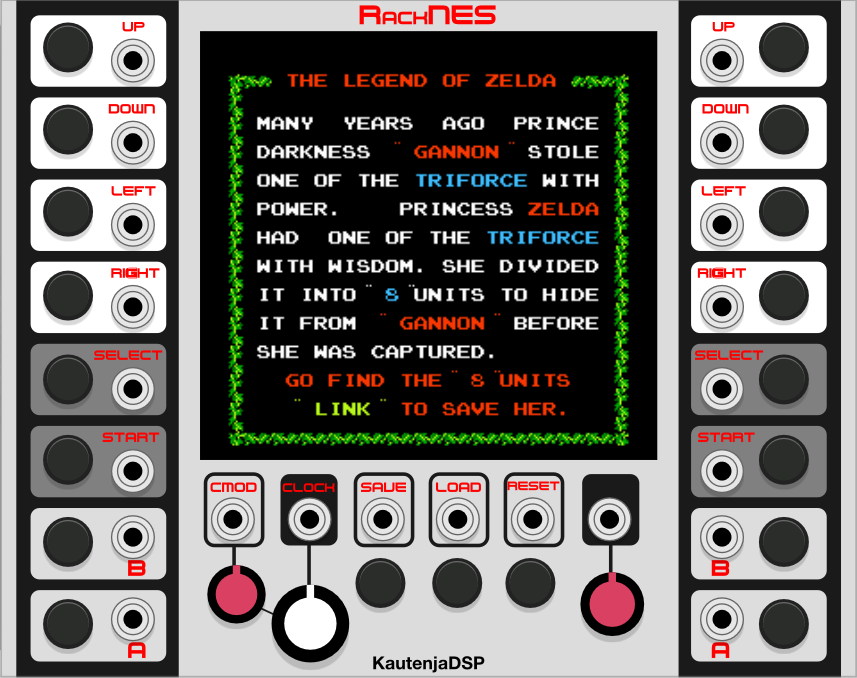 RackNES
UP
DOWN
LEFT
RIGHT
SELECT
START
B
A
THE LEGEND OF ZELDA
MANY YEARS AGO PRINCE
DARKNESS " GANNON " STOLE
ONE OF THE TRIFORCE WITH
POWER. PRINCESS ZELDA
HAD ONE OF THE TRIFORCE
WITH WISDOM. SHE DIVIDED
IT INTO " 8 "UNITS TO HIDE
IT FROM " GANNON " BEFORE
SHE WAS CAPTURED.
GO FIND THE " 8 "UNITS
" LINK " TO SAVE HER.
CMOD
CLOCK
SAVE
LOAD
RESET
KautenjaDSP
UP
DOWN
LEFT
RIGHT
SELECT
START
B
A